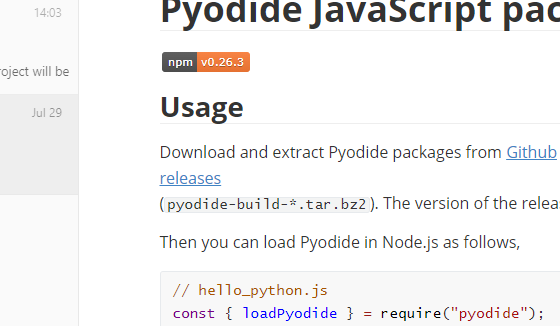 14:03
roject will be
Jul 29
Pyodide JavaScript pac
npm v0.26.3
Usage
Download and extract Pyodide packages from Github
releases
(pyodide-build-*.tar.bz2). The version of the relea
Then you can load Pyodide in Node.js as follows,
// hello_python.js
const { loadPyodide } = require("pyodide");